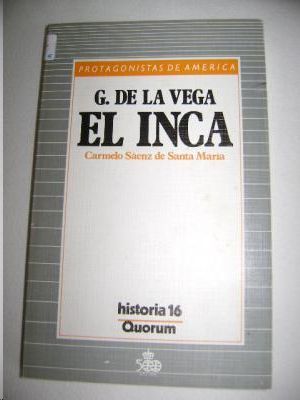 PROTAGONISTAS DE AMERICA
G. DE LA VEGA
EL INCA
Carmelo Sáenz de Santa María
historia 16
Quorum